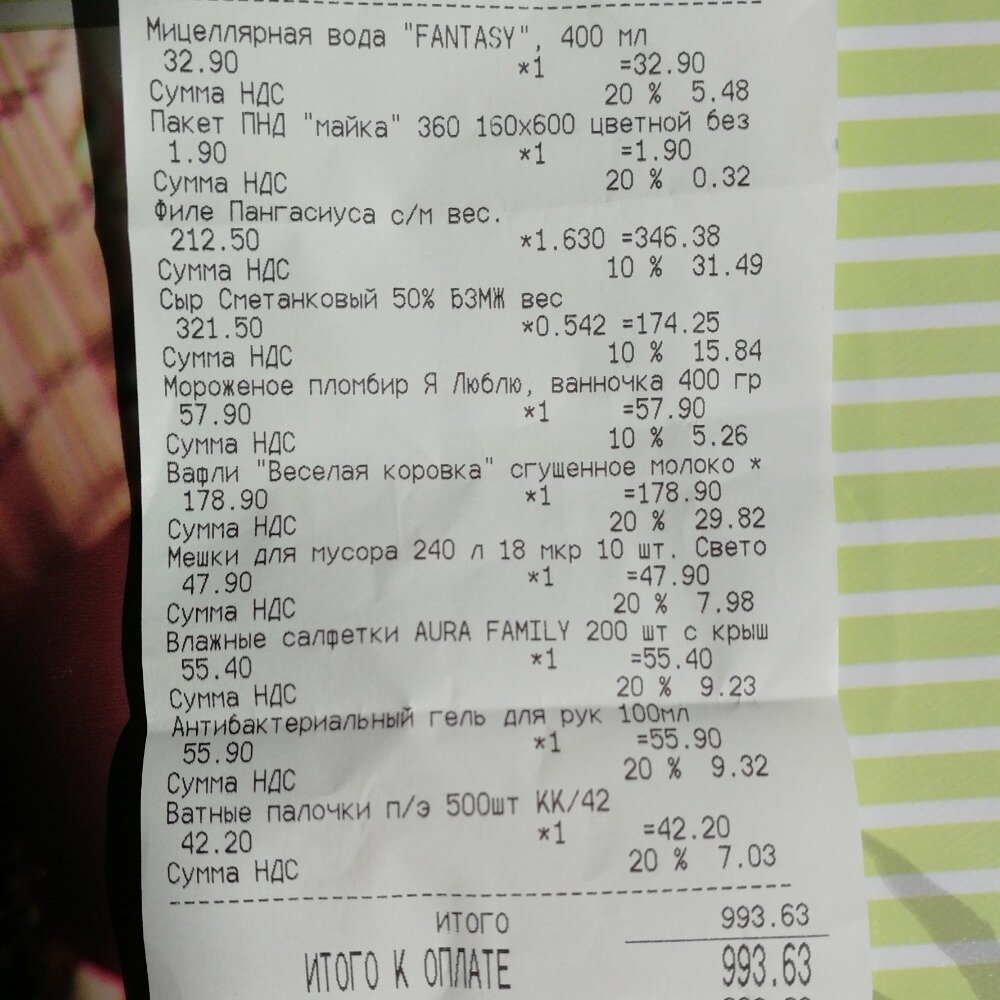 Мицеллярная вода "FANTASY", 400 мл
32.90 *1 =32.90
Сумма НДС 20 % 5.48
Пакет ПНД "майка" 360 160х600 цветной без
1.90 *1 =1.90
Сумма НДС 20 % 0.32
Филе Пангасиуса с/м вес.
212.50 *1.630 =346.38
Сумма НДС 10 % 31.49
Сыр Сметанковый 50% БЗМЖ вес
321.50 *0.542 =174.25
Сумма НДС 10 % 15.84
Мороженое пломбир Я Люблю, ванночка 400 гр
57.90 *1 =57.90
Сумма НДС 10 % 5.26
Вафли "Веселая коровка" сгушенное молоко *
178.90 *1 =178.90
Сумма НДС 20 % 29.82
Мешки для мусора 240 л 18 мкр 10 шт. Свето
47.90 *1 =47.90
Сумма НДС 20 % 7.98
Влажные салфетки AURA FAMILY 200 шт с крыш
55.40 *1 =55.40
Сумма НДС 20 % 9.23
Антибактериальный гель для рук 100мл
55.90 *1 =55.90
Сумма НДС 20 % 9.32
Ватные палочки п/э 500шт КК/42
42.20 *1 =42.20
Сумма НДС 20 % 7.03
ИТОГО 993.63
ИТОГО К ОПЛАТЕ 993.63